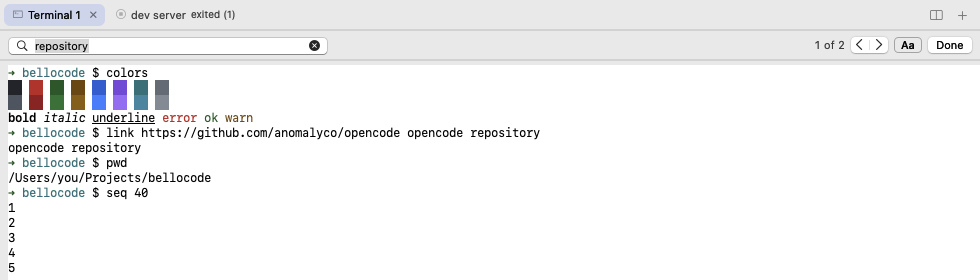 Terminal 1 dev server exited (1)
repository 1 of 2 Aa Done
➜ bellocode $ colors
bold italic underline error ok warn
➜ bellocode $ link https://github.com/anomalyco/opencode opencode repository
opencode repository
➜ bellocode $ pwd
/Users/you/Projects/bellocode
➜ bellocode $ seq 40
1
2
3
4
5